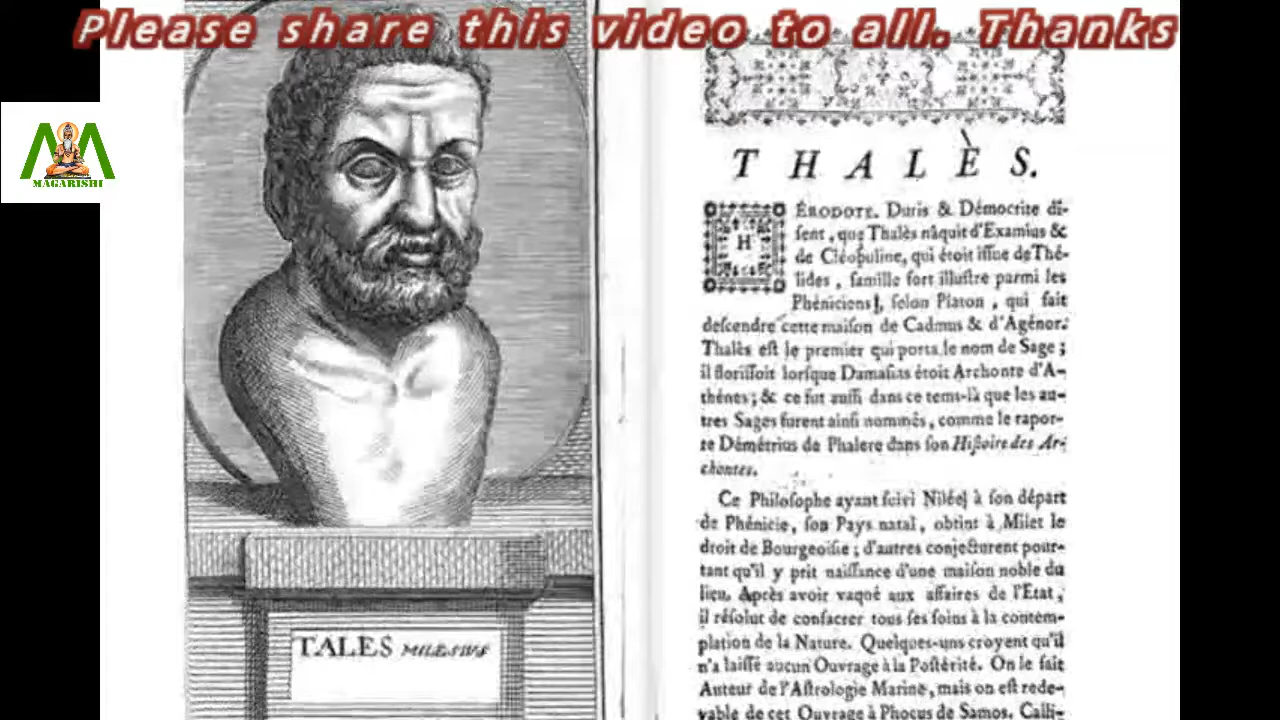 Please share this video to all. Thanks
MAGARISHI
TALES MILESIUS
THALÈS.
HÉRODOTE, Duris & Démocrite di-
ſent, que Thalès nâquit d'Examius &
de Cléobuline, qui étoit iſſue de Thé-
lides, famille fort illuſtre parmi les
Phéniciens], ſelon Platon, qui fait
deſcendre cette maiſon de Cadmus & d'Agénor.
Thalès eſt le premier qui porta le nom de Sage;
il floriſſoit lorſque Damaſias étoit Archonte d'A-
thénes; & ce fut auſſi dans ce tems-là que les au-
tres Sages furent ainſi nommés, comme le rapor-
te Démétrius de Phalere dans ſon Hiſtoire des Ar-
chontes.
Ce Philoſophe ayant ſuivi Nilée] à ſon départ
de Phénicie, ſon Pays natal, obtint à Milet le
droit de Bourgeoiſie; d'autres conjecturent pour-
tant qu'il y prit naiſſance d'une maiſon noble du
lieu. Après avoir vaqué aux affaires de l'Etat,
il réſolut de conſacrer tous ſes ſoins à la contem-
plation de la Nature. Quelques-uns croyent qu'il
n'a laiſſé aucun Ouvrage à la Poſtérité. On le fait
Auteur de l'Aſtrologie Marine, mais on eſt rede-
vable de cet Ouvrage à Phocus de Samos. Calli-